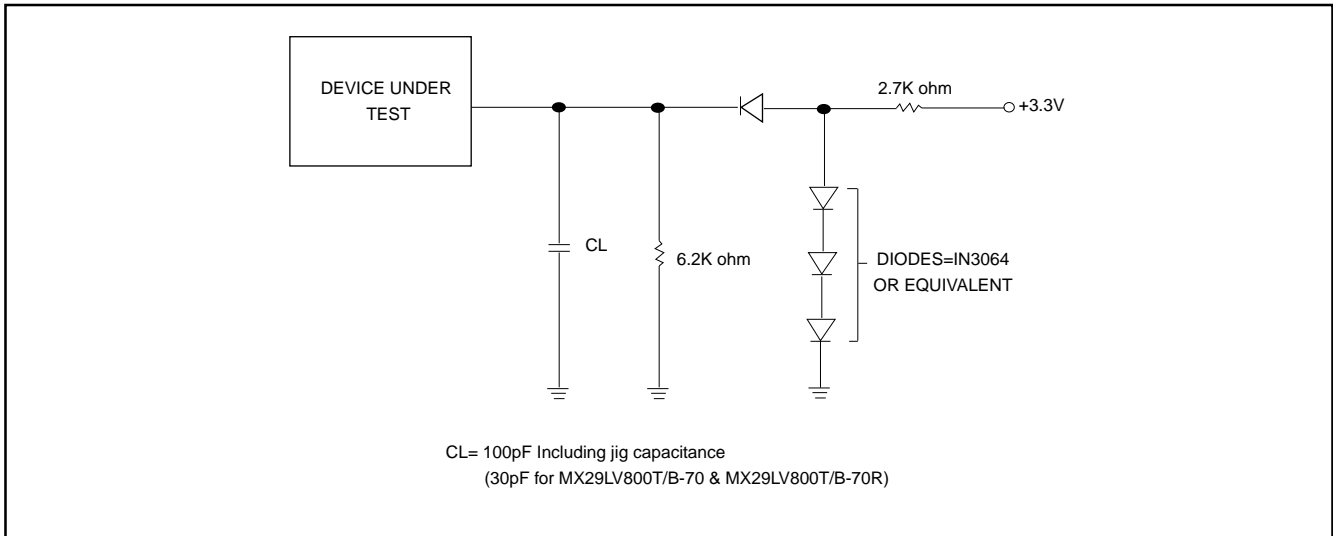 DEVICE UNDER
TEST
2.7K ohm
+3.3V
CL
6.2K ohm
DIODES=IN3064
OR EQUIVALENT
CL= 100pF Including jig capacitance
(30pF for MX29LV800T/B-70 & MX29LV800T/B-70R)